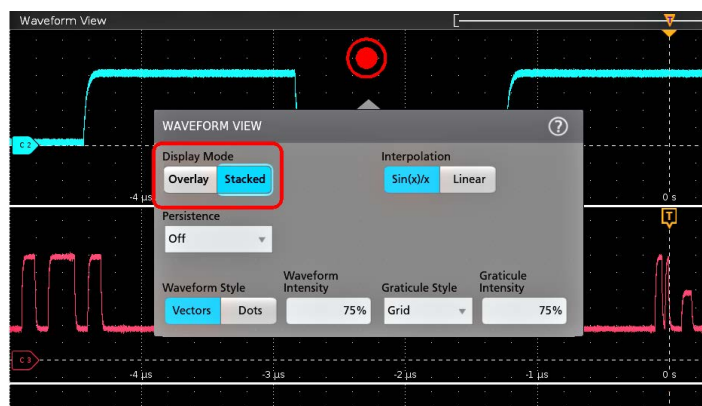 Waveform View
T
WAVEFORM VIEW
?
C 2
Display Mode
Interpolation
Overlay Stacked
Sin(x)/x Linear
-4 µs
0 s
Persistence
T
Off
Waveform Style
Waveform Intensity
Graticule Style
Graticule Intensity
Vectors Dots
75%
Grid
75%
C 3
-4 µs -3 µs -2 µs -1 µs 0 s